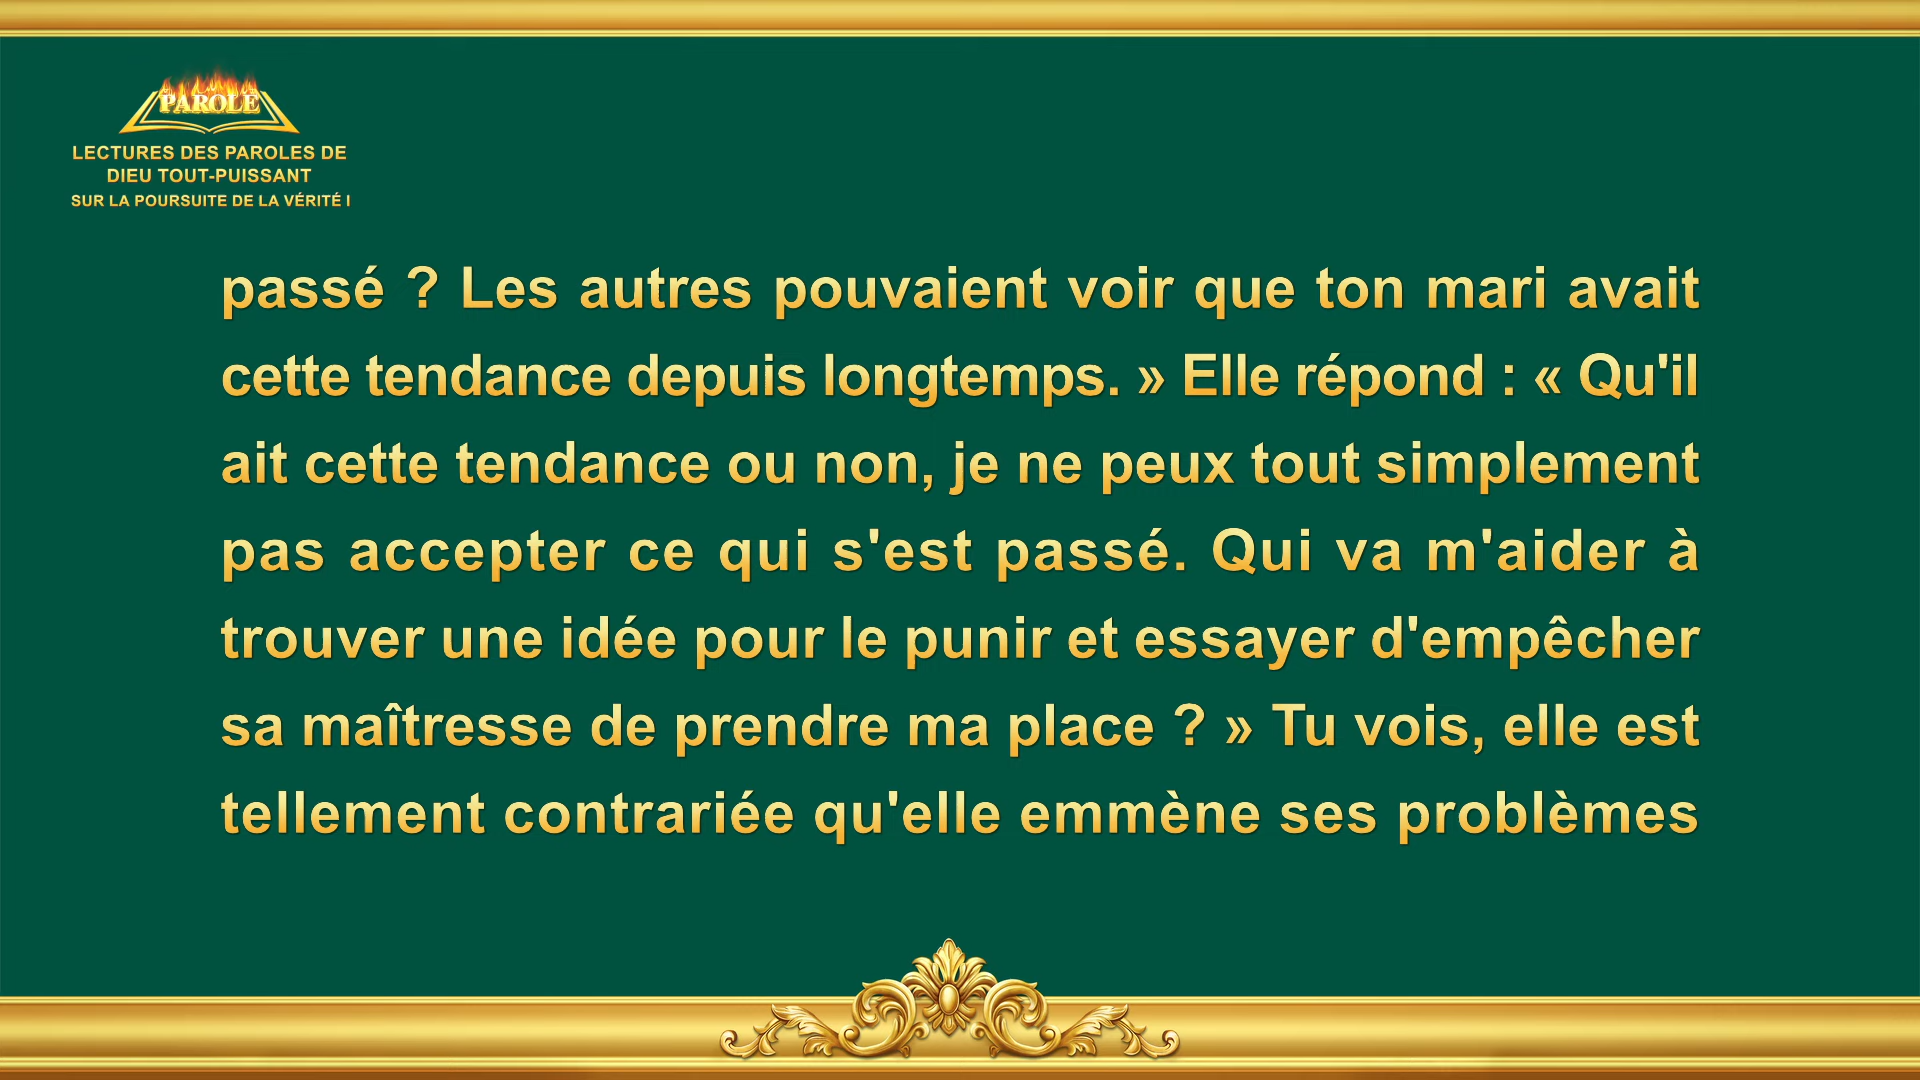 PAROLE
LECTURES DES PAROLES DE
DIEU TOUT-PUISSANT
SUR LA POURSUITE DE LA VÉRITÉ I
passé ? Les autres pouvaient voir que ton mari avait
cette tendance depuis longtemps. » Elle répond : « Qu'il
ait cette tendance ou non, je ne peux tout simplement
pas accepter ce qui s'est passé. Qui va m'aider à
trouver une idée pour le punir et essayer d'empêcher
sa maîtresse de prendre ma place ? » Tu vois, elle est
tellement contrariée qu'elle emmène ses problèmes